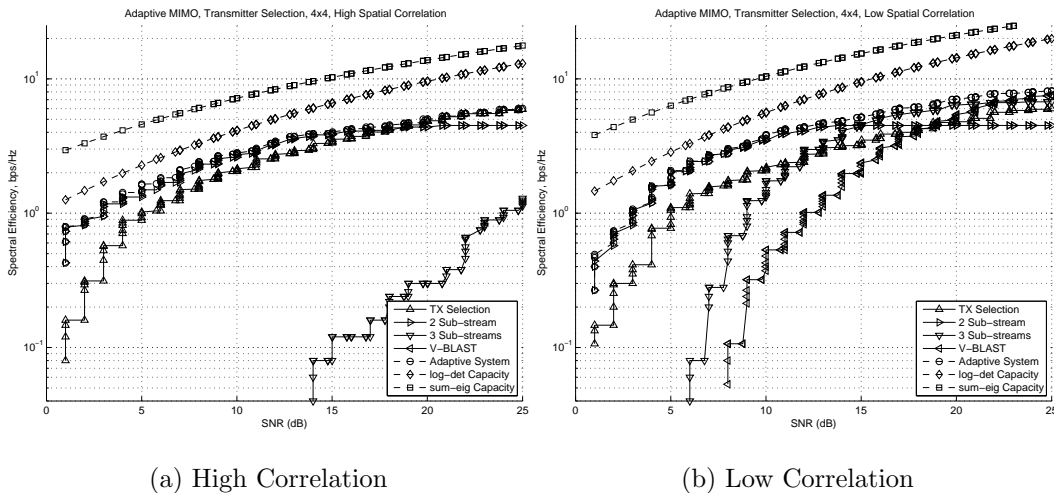 Adaptive MIMO, Transmitter Selection, 4x4, High Spatial Correlation
Spectral Efficiency, bps/Hz
10^1
10^0
10^-1
TX Selection
2 Sub-stream
3 Sub-streams
V-BLAST
Adaptive System
log-det Capacity
sum-eig Capacity
0 5 10 15 20 25
SNR (dB)
(a) High Correlation
Adaptive MIMO, Transmitter Selection, 4x4, Low Spatial Correlation
Spectral Efficiency, bps/Hz
10^1
10^0
10^-1
TX Selection
2 Sub-stream
3 Sub-streams
V-BLAST
Adaptive System
log-det Capacity
sum-eig Capacity
0 5 10 15 20 25
SNR (dB)
(b) Low Correlation